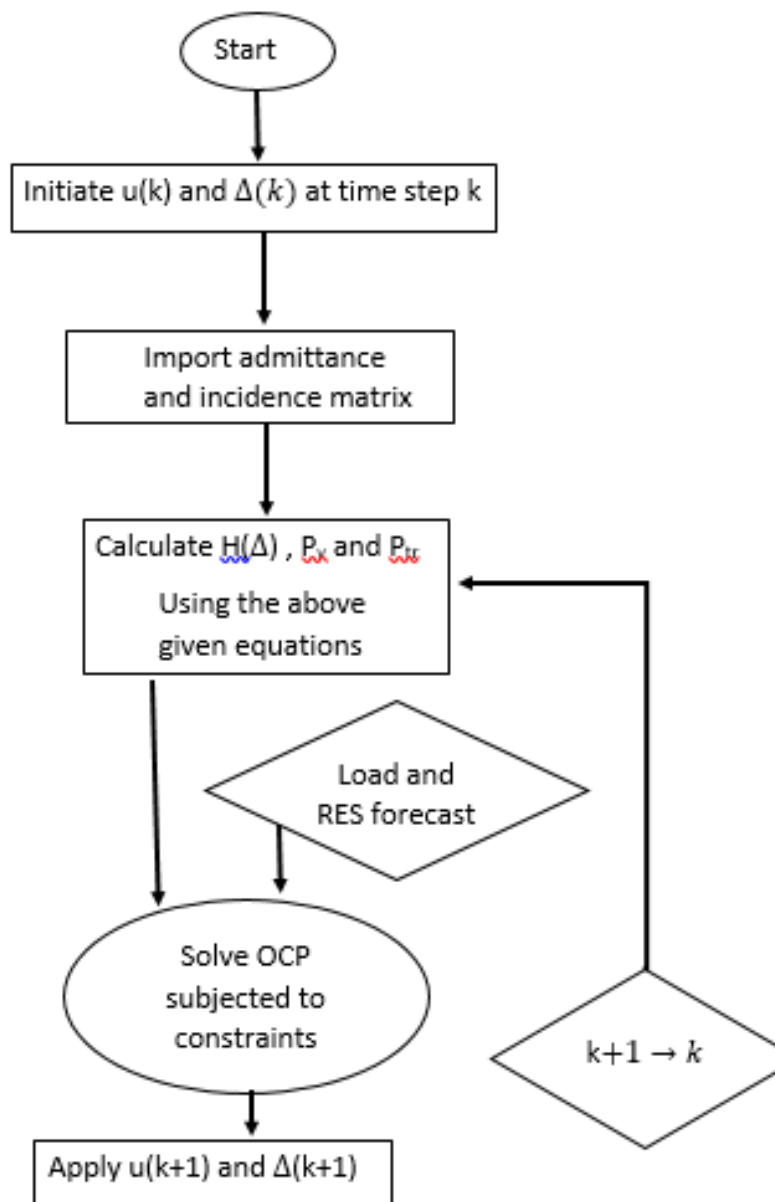 Start
Initiate u(k) and Δ(k) at time step k
Import admittance
and incidence matrix
Calculate H(Δ) , Pᵥ and Pₜᵣ
Using the above
given equations
Load and
RES forecast
Solve OCP
subjected to
constraints
k+1 → k
Apply u(k+1) and Δ(k+1)